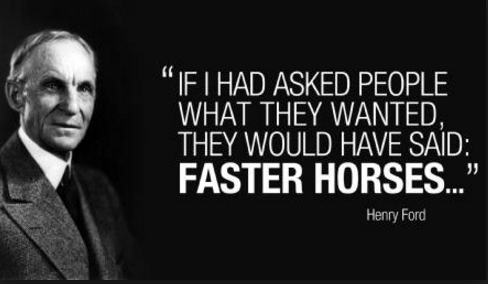 “IF I HAD ASKED PEOPLE
WHAT THEY WANTED,
THEY WOULD HAVE SAID:
FASTER HORSES...”
Henry Ford